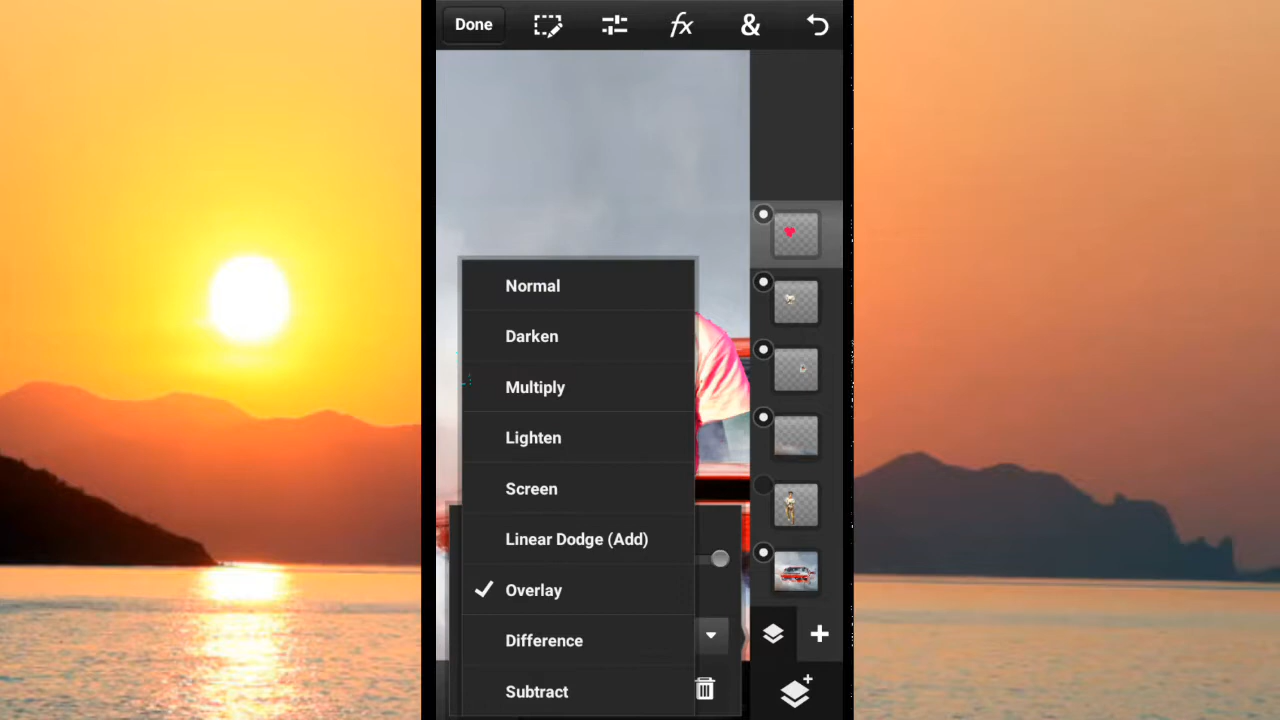 Done
fx
&
Normal
Darken
Multiply
Lighten
Screen
Linear Dodge (Add)
Overlay
Difference
Subtract